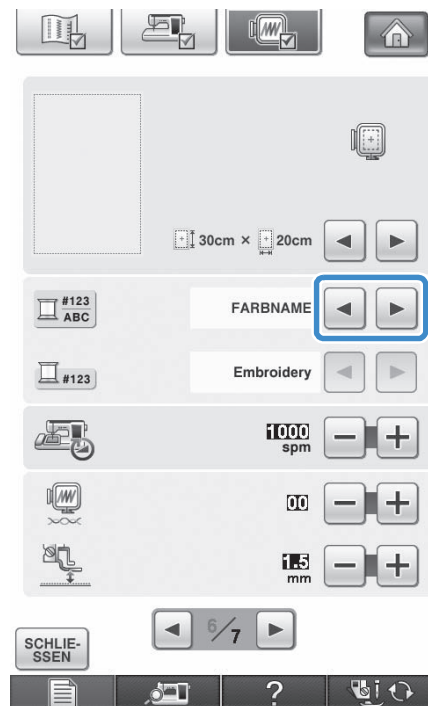 30cm × 20cm
#123
ABC
FARBNAME
#123
Embroidery
1000
spm
00
1.5
mm
6/7
SCHLIE-
SSEN
?